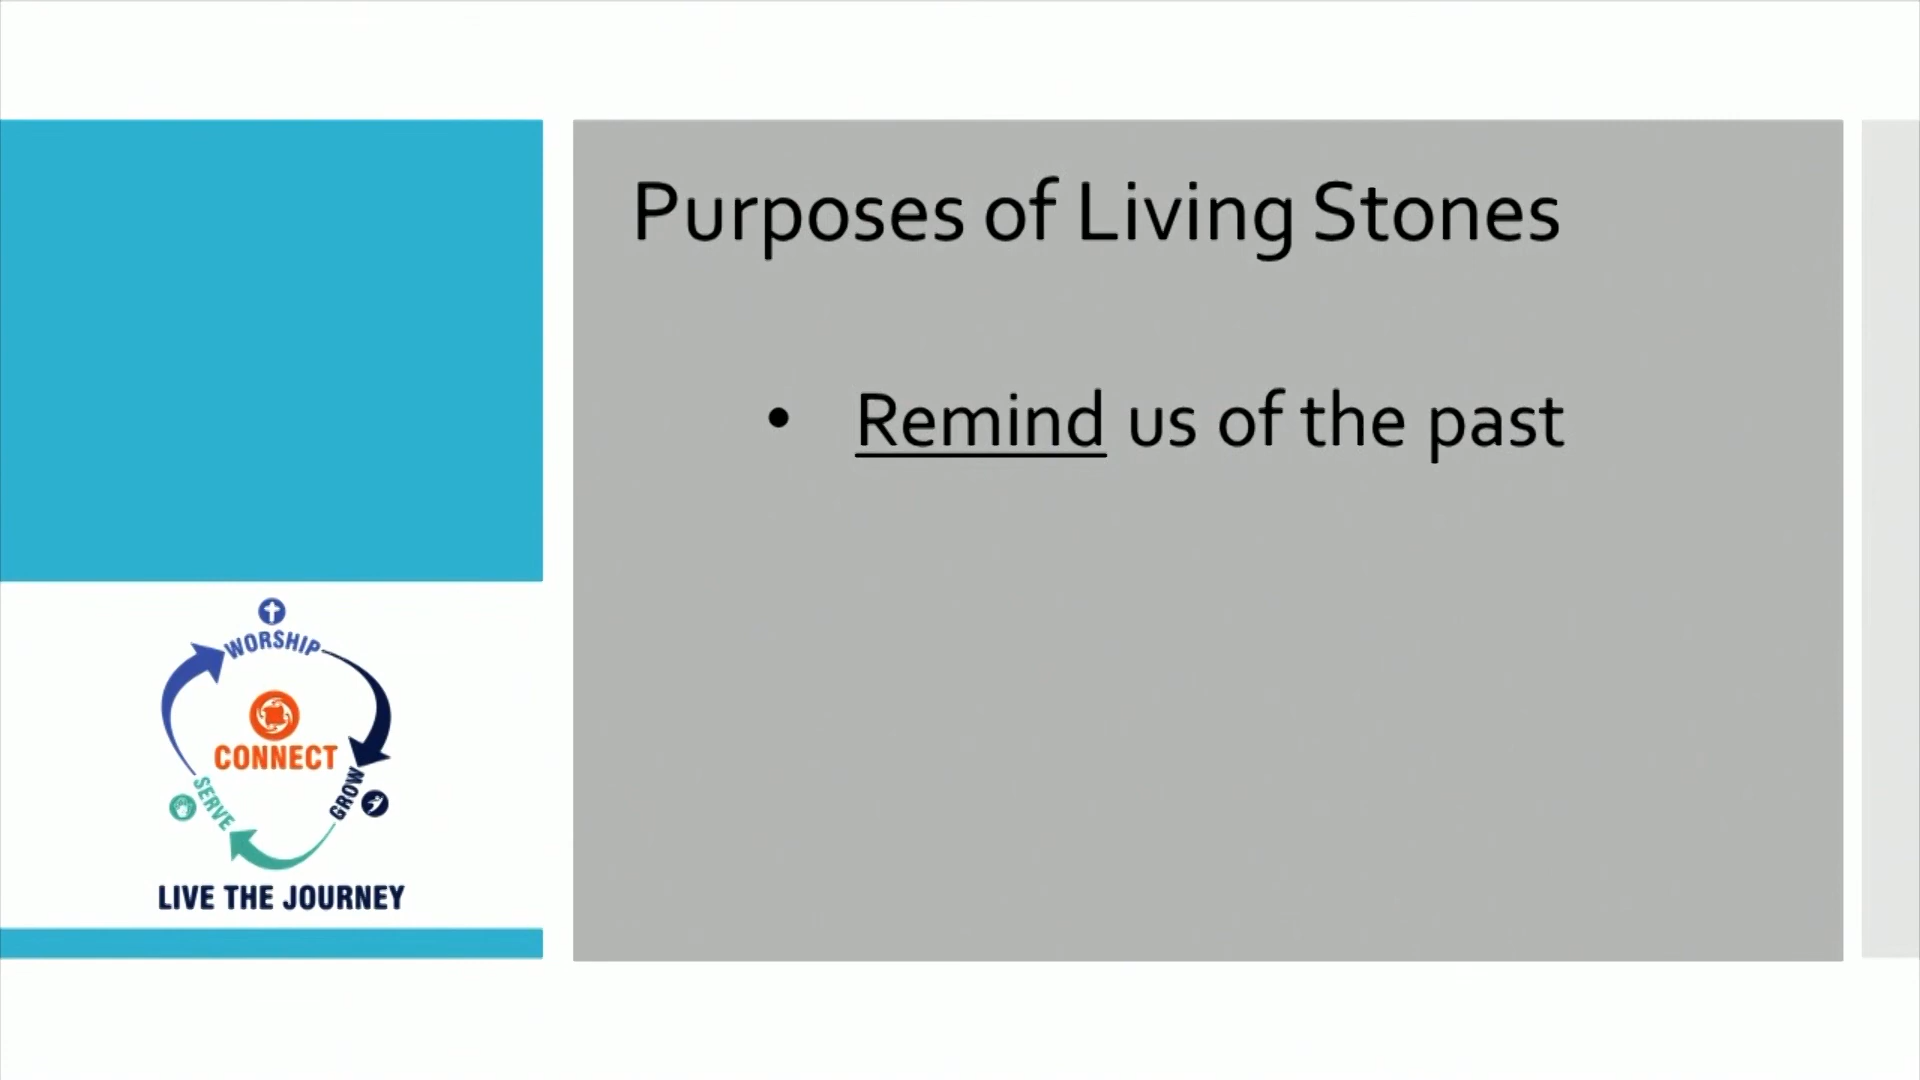 Purposes of Living Stones
• Remind us of the past
WORSHIP
CONNECT
GROW
SERVE
LIVE THE JOURNEY